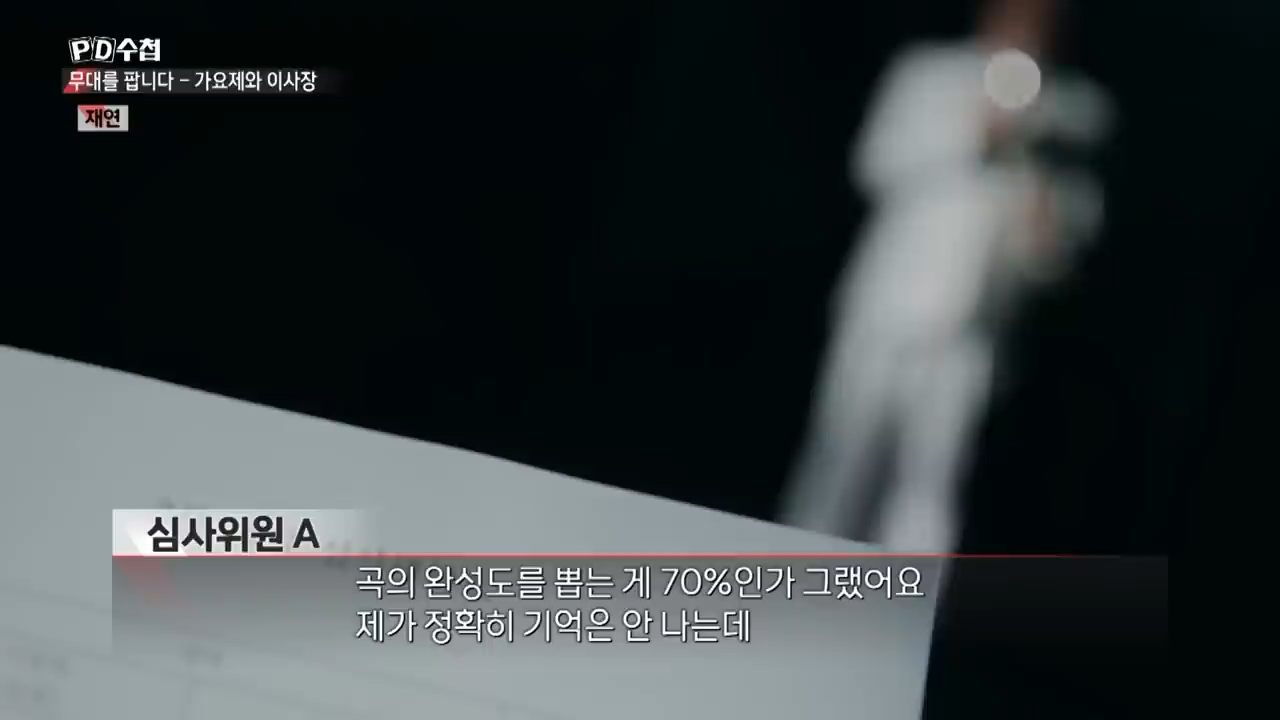 PD수첩
무대를 팝니다 - 가요제와 이사장
재연
심사위원 A
곡의 완성도를 뽑는 게 70%인가 그랬어요
제가 정확히 기억은 안 나는데